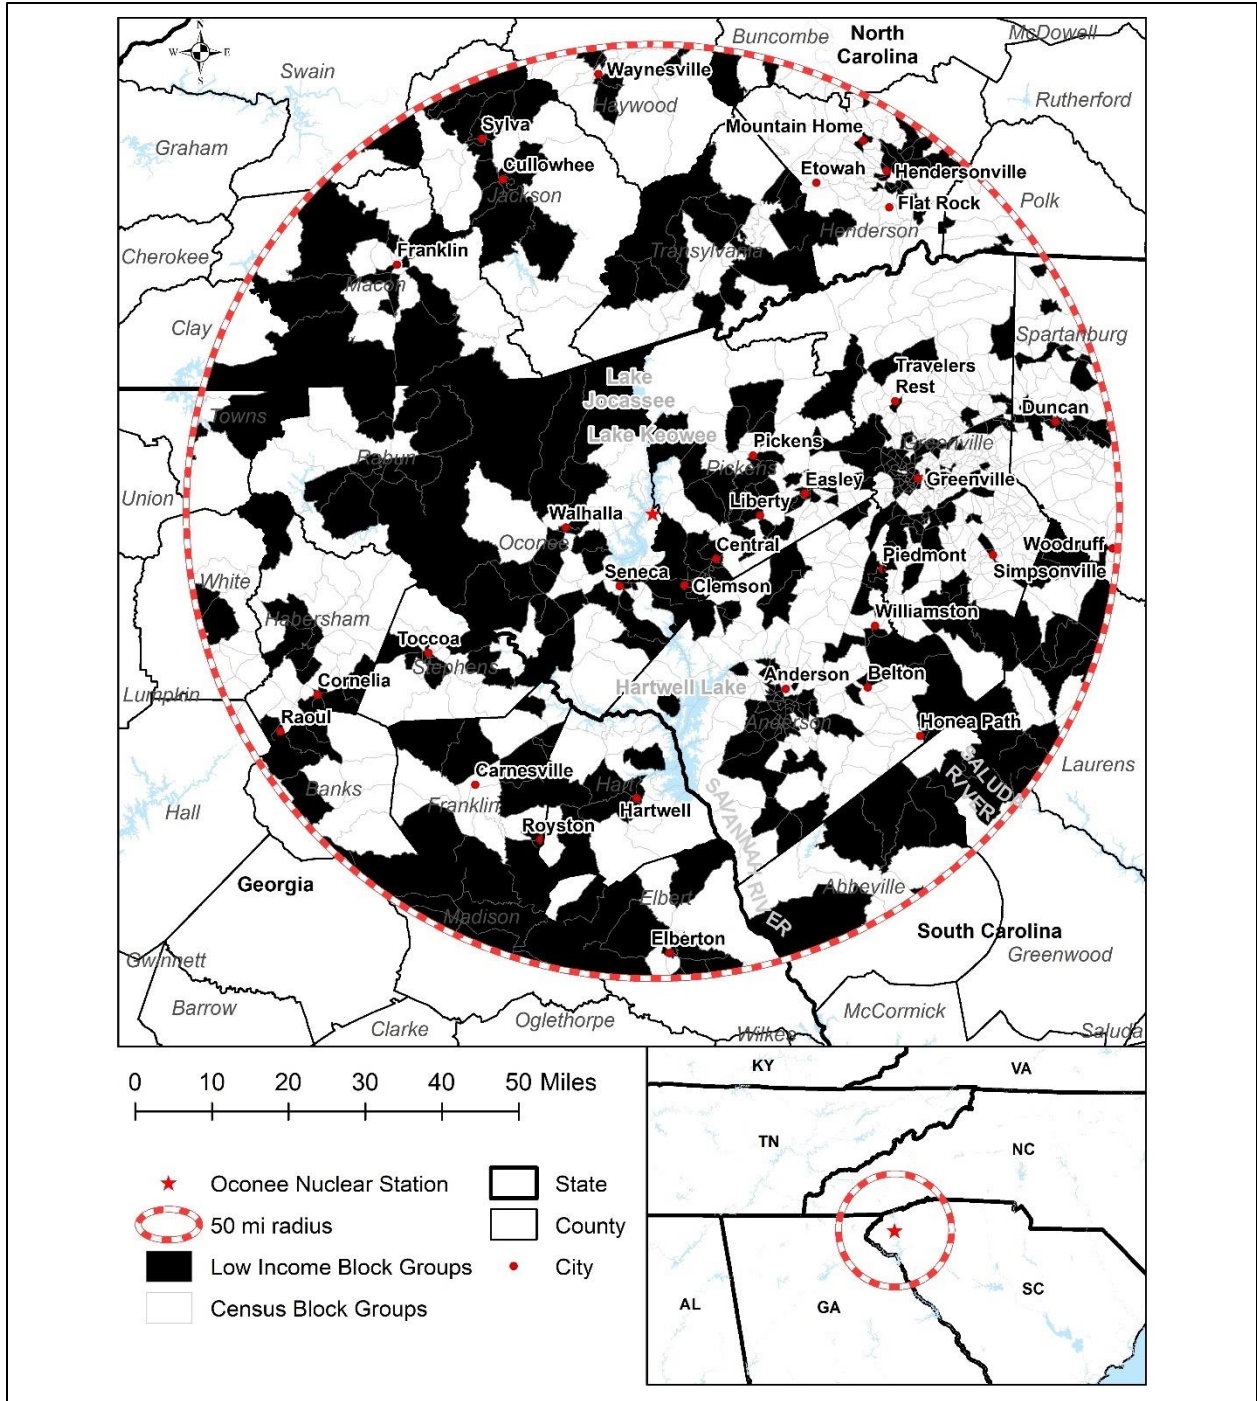 N
W
E
S
Buncombe
North
Carolina
McDowell
Swain
Waynesville
Haywood
Rutherford
Graham
Sylva
Mountain Home
Cullowhee
Jackson
Etowah
Hendersonville
Flat Rock
Polk
Henderson
Cherokee
Franklin
Transylvania
Macon
Clay
Spartanburg
Lake
Jocassee
Travelers
Rest
Towns
Duncan
Lake Keowee
Pickens
Greenville
Rabun
Pickens
Union
Easley
Greenville
Liberty
Walhalla
Oconee
Central
Woodruff
Piedmont
Simpsonville
White
Seneca
Clemson
Habersham
Williamston
Toccoa
Stephens
Cornelia
Lumpkin
Hartwell Lake
Anderson
Belton
Raoul
Anderson
Honea Path
Laurens
SALUDA
RIVER
Carnesville
Banks
Franklin
Hart
Hartwell
SAVANNAH RIVER
Hall
Royston
Georgia
Abbeville
Elbert
Madison
Elberton
South Carolina
Greenwood
Gwinnett
Barrow
Clarke
Oglethorpe
Wilkes
McCormick
Saluda
0 10 20 30 40 50 Miles
Oconee Nuclear Station
50 mi radius
Low Income Block Groups
Census Block Groups
State
County
City
KY
VA
TN
NC
AL
GA
SC